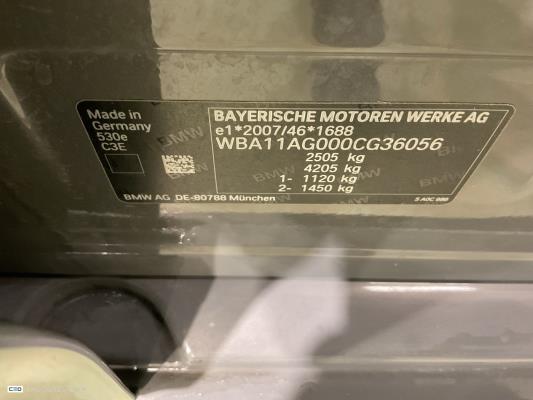 Made in
Germany
530e
C3E
BAYERISCHE MOTOREN WERKE AG
e1*2007/46*1688
WBA11AG000CG36056
2505 kg
4205 kg
1- 1120 kg
2- 1450 kg
BMW AG DE-80788 München